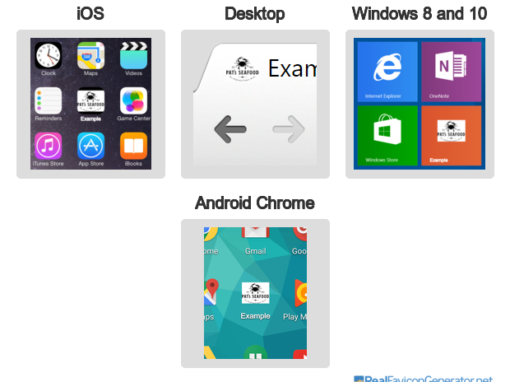 iOS
Desktop
Windows 8 and 10
Clock
Maps
Videos
PATS SEAFOOD
Exam
Internet Explorer
OneNote
Reminders
PATS SEAFOOD
Example
Game Center
iTunes Store
App Store
iBooks
Windows Store
PATS SEAFOOD
Example
Android Chrome
ome
Gmail
Goo
PATS SEAFOOD
aps
Example
Play M
RealFaviconGenerator.net